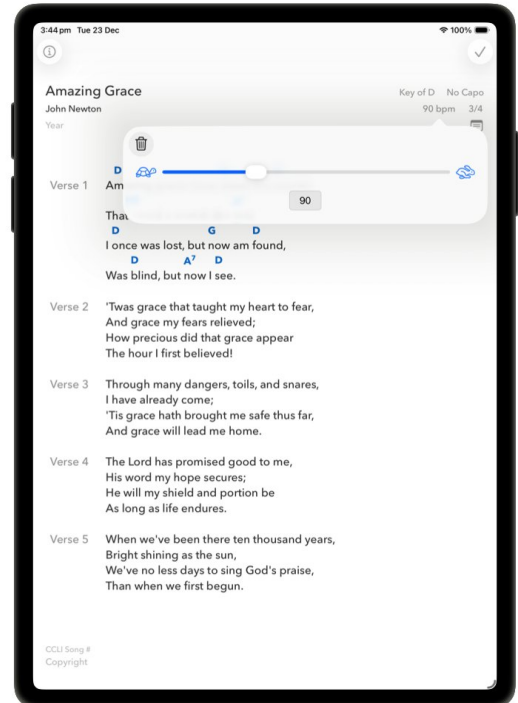 3:44 pm Tue 23 Dec
100%
Amazing Grace
Key of D No Capo
John Newton
90 bpm 3/4
Year
D
Verse 1 Am
90
That
D G D
I once was lost, but now am found,
D A7 D
Was blind, but now I see.
Verse 2 'Twas grace that taught my heart to fear,
And grace my fears relieved;
How precious did that grace appear
The hour I first believed!
Verse 3 Through many dangers, toils, and snares,
I have already come;
'Tis grace hath brought me safe thus far,
And grace will lead me home.
Verse 4 The Lord has promised good to me,
His word my hope secures;
He will my shield and portion be
As long as life endures.
Verse 5 When we've been there ten thousand years,
Bright shining as the sun,
We've no less days to sing God's praise,
Than when we first begun.
CCLI Song #
Copyright